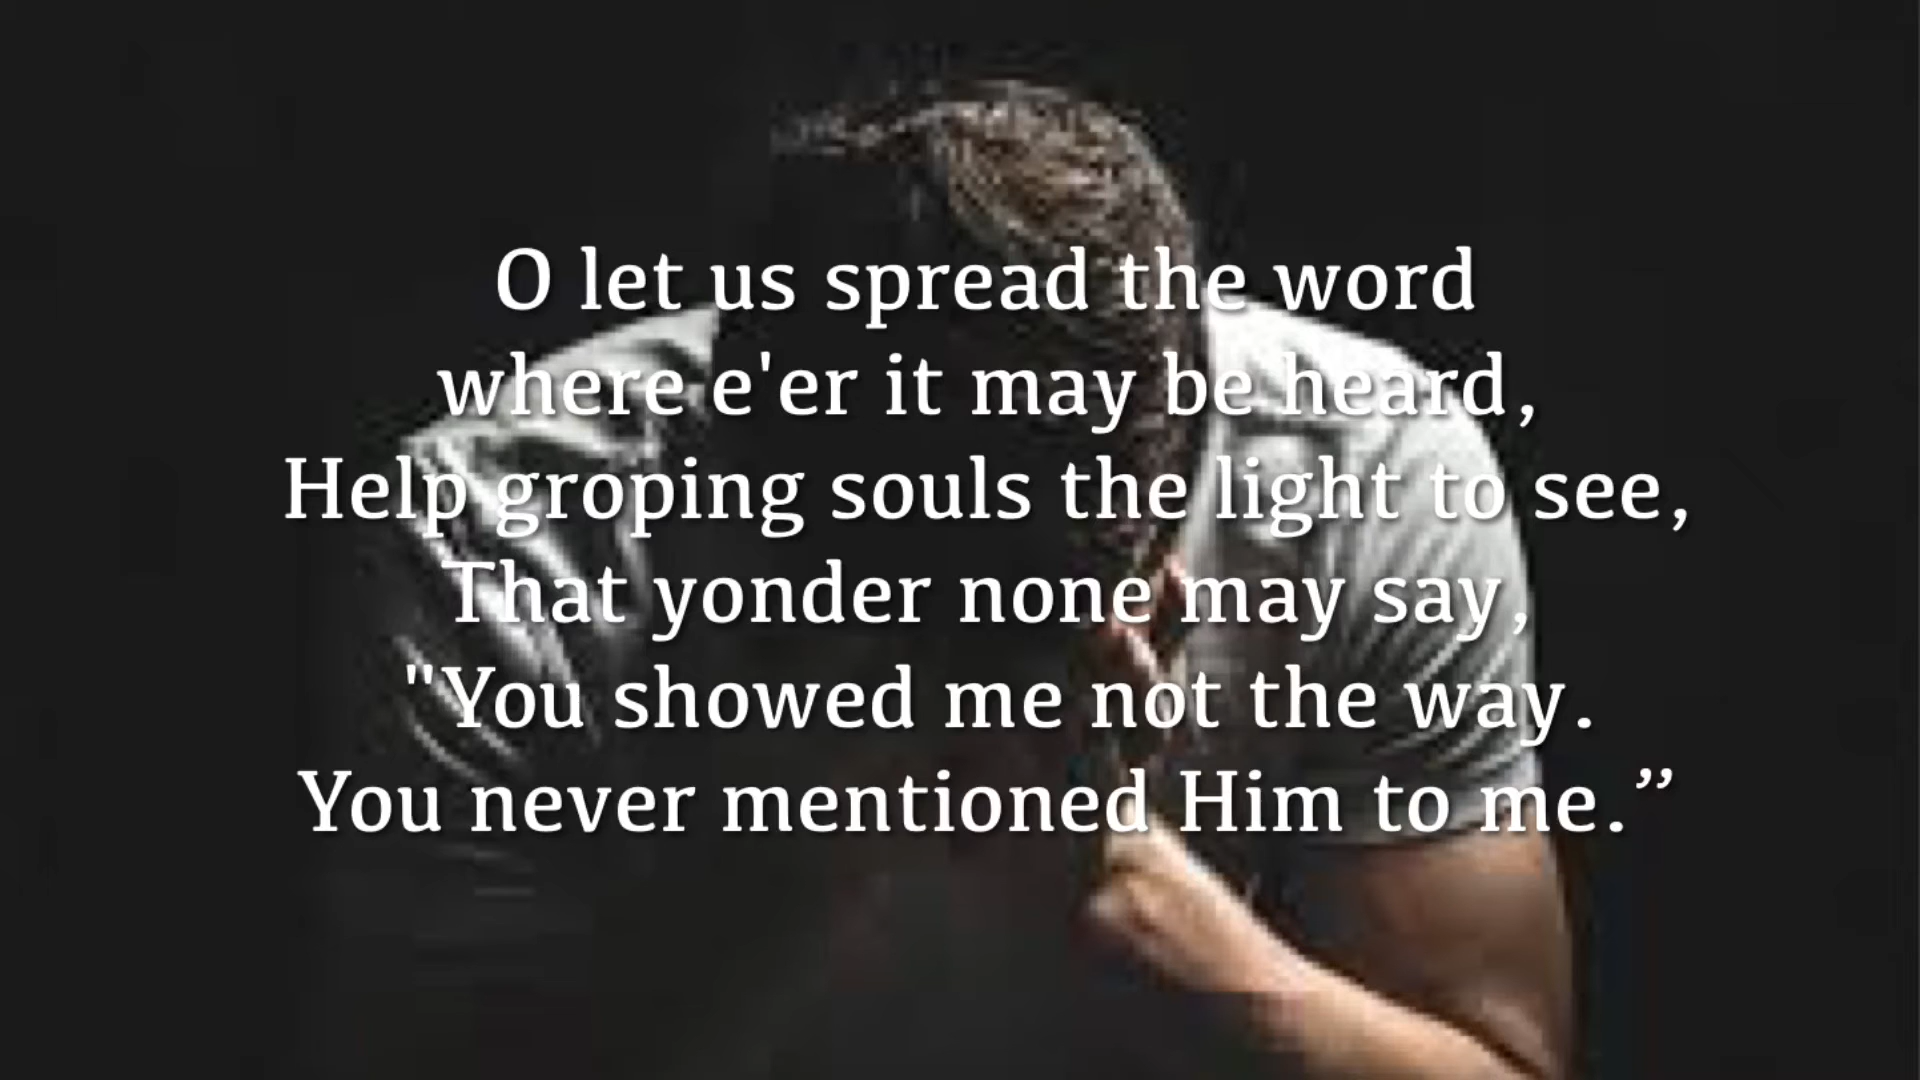 O let us spread the word
where e'er it may be heard,
Help groping souls the light to see,
That yonder none may say,
"You showed me not the way.
You never mentioned Him to me.”